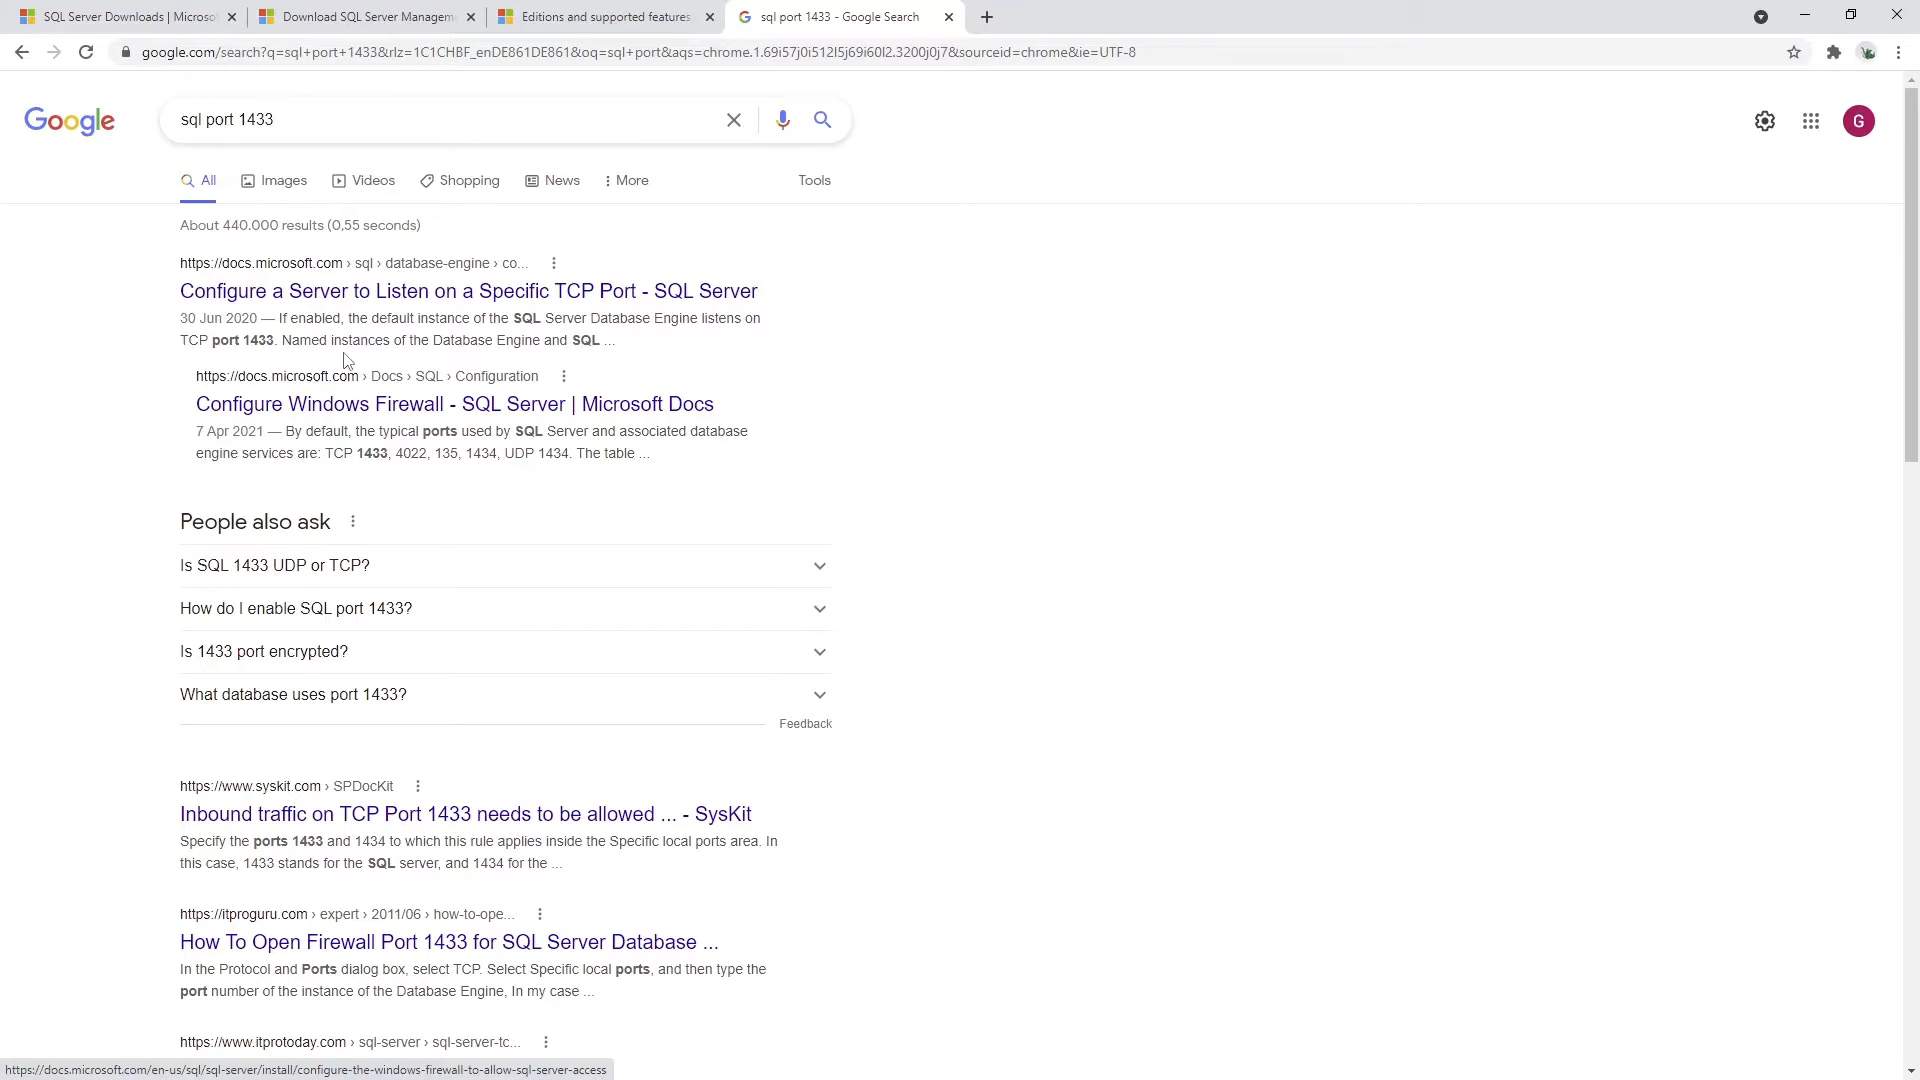 SQL Server Downloads | Microsof
Download SQL Server Managem
Editions and supported features
sql port 1433 - Google Search
google.com/search?q=sql+port+1433&rlz=1C1CHBF_enDE861DE861&oq=sql+port&aqs=chrome.1.69i57j0i512l5j69i60l2.3200j0j7&sourceid=chrome&ie=UTF-8
Google
sql port 1433
G
All
Images
Videos
Shopping
News
More
Tools
About 440.000 results (0,55 seconds)
https://docs.microsoft.com › sql › database-engine › co...
Configure a Server to Listen on a Specific TCP Port - SQL Server
30 Jun 2020 — If enabled, the default instance of the SQL Server Database Engine listens on
TCP port 1433. Named instances of the Database Engine and SQL ...
https://docs.microsoft.com › Docs › SQL › Configuration
Configure Windows Firewall - SQL Server | Microsoft Docs
7 Apr 2021 — By default, the typical ports used by SQL Server and associated database
engine services are: TCP 1433, 4022, 135, 1434, UDP 1434. The table ...
People also ask
Is SQL 1433 UDP or TCP?
How do I enable SQL port 1433?
Is 1433 port encrypted?
What database uses port 1433?
Feedback
https://www.syskit.com › SPDocKit
Inbound traffic on TCP Port 1433 needs to be allowed ... - SysKit
Specify the ports 1433 and 1434 to which this rule applies inside the Specific local ports area. In
this case, 1433 stands for the SQL server, and 1434 for the ...
https://itproguru.com › expert › 2011/06 › how-to-ope...
How To Open Firewall Port 1433 for SQL Server Database ...
In the Protocol and Ports dialog box, select TCP. Select Specific local ports, and then type the
port number of the instance of the Database Engine, In my case ...
https://www.itprotoday.com › sql-server › sql-server-tc...
https://docs.microsoft.com/en-us/sql/sql-server/install/configure-the-windows-firewall-to-allow-sql-server-access